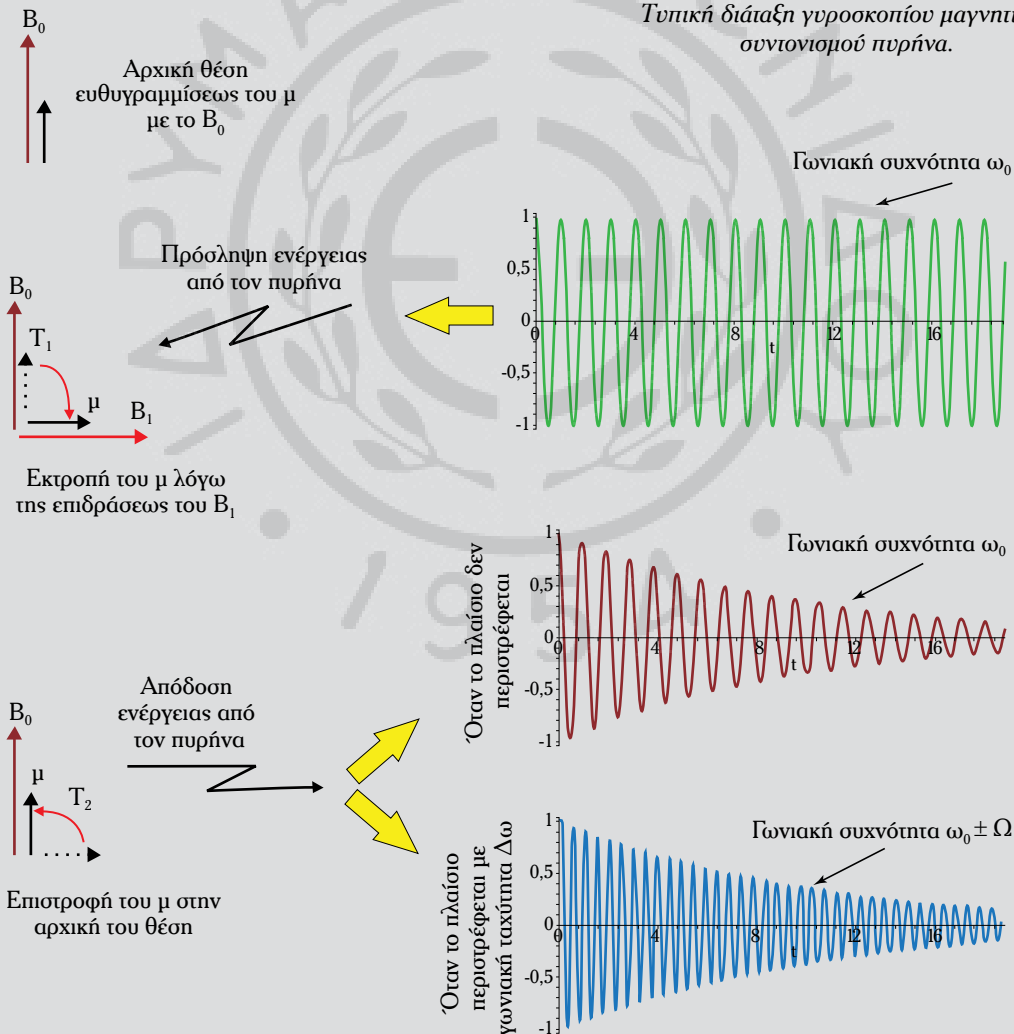 Τυπική διάταξη γυροσκοπίου μαγνητι
συντονισμού πυρήνα.
B₀
Αρχική θέση
ευθυγραμμίσεως του μ
με το B₀
Γωνιακή συχνότητα ω₀
1
0,5
0
-0,5
-1
0
4
8
12
16
t
Πρόσληψη ενέργειας
από τον πυρήνα
B₀
T₁
μ
B₁
Εκτροπή του μ λόγω
της επιδράσεως του B₁
Όταν το πλαίσιο δεν
περιστρέφεται
Γωνιακή συχνότητα ω₀
1
0,5
0
-0,5
-1
0
4
8
12
16
t
Απόδοση
ενέργειας από
τον πυρήνα
B₀
μ
T₂
Επιστροφή του μ στην
αρχική του θέση
Όταν το πλαίσιο
περιστρέφεται με
γωνιακή ταχύτητα Δω
Γωνιακή συχνότητα ω₀ ± Ω
1
0,5
0
-0,5
-1
0
4
8
12
16
t